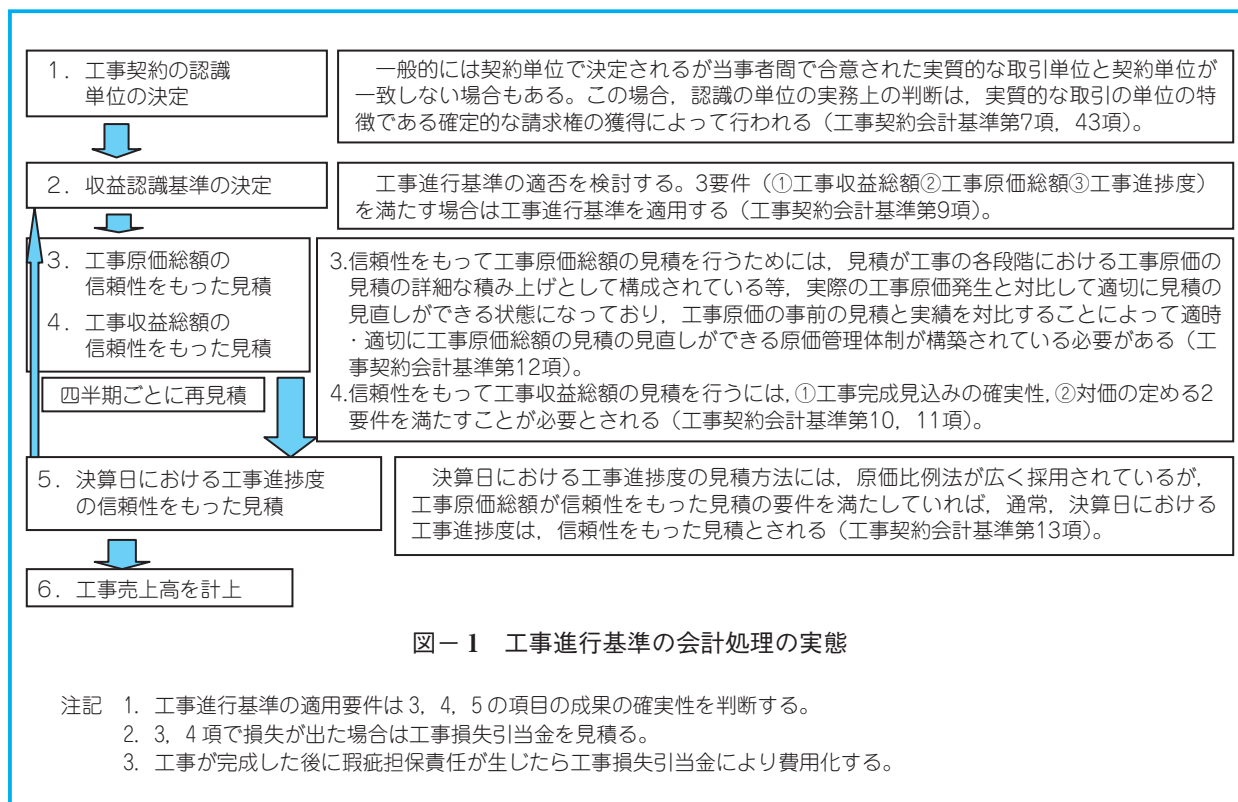 1．工事契約の認識
単位の決定
一般的には契約単位で決定されるが当事者間で合意された実質的な取引単位と契約単位が
一致しない場合もある。この場合，認識の単位の実務上の判断は，実質的な取引の単位の特
徴である確定的な請求権の獲得によって行われる（工事契約会計基準第7項，43項）。
2．収益認識基準の決定
工事進行基準の適否を検討する。3要件（①工事収益総額②工事原価総額③工事進捗度）
を満たす場合は工事進行基準を適用する（工事契約会計基準第9項）。
3．工事原価総額の
信頼性をもった見積
4．工事収益総額の
信頼性をもった見積
3.信頼性をもって工事原価総額の見積を行うためには，見積が工事の各段階における工事原価の
見積の詳細な積み上げとして構成されている等，実際の工事原価発生と対比して適切に見積の
見直しができる状態になっており，工事原価の事前の見積と実績を対比することによって適時
・適切に工事原価総額の見積の見直しができる原価管理体制が構築されている必要がある（工
事契約会計基準第12項）。
4.信頼性をもって工事収益総額の見積を行うには，①工事完成見込みの確実性，②対価の定める2
要件を満たすことが必要とされる（工事契約会計基準第10，11項）。
四半期ごとに再見積
5．決算日における工事進捗度
の信頼性をもった見積
決算日における工事進捗度の見積方法には，原価比例法が広く採用されているが，
工事原価総額が信頼性をもった見積の要件を満たしていれば，通常，決算日における
工事進捗度は，信頼性をもった見積とされる（工事契約会計基準第13項）。
6．工事売上高を計上
図－1　工事進行基準の会計処理の実態
注記　1．工事進行基準の適用要件は3，4，5の項目の成果の確実性を判断する。
2．3，4項で損失が出た場合は工事損失引当金を見積る。
3．工事が完成した後に瑕疵担保責任が生じたら工事損失引当金により費用化する。